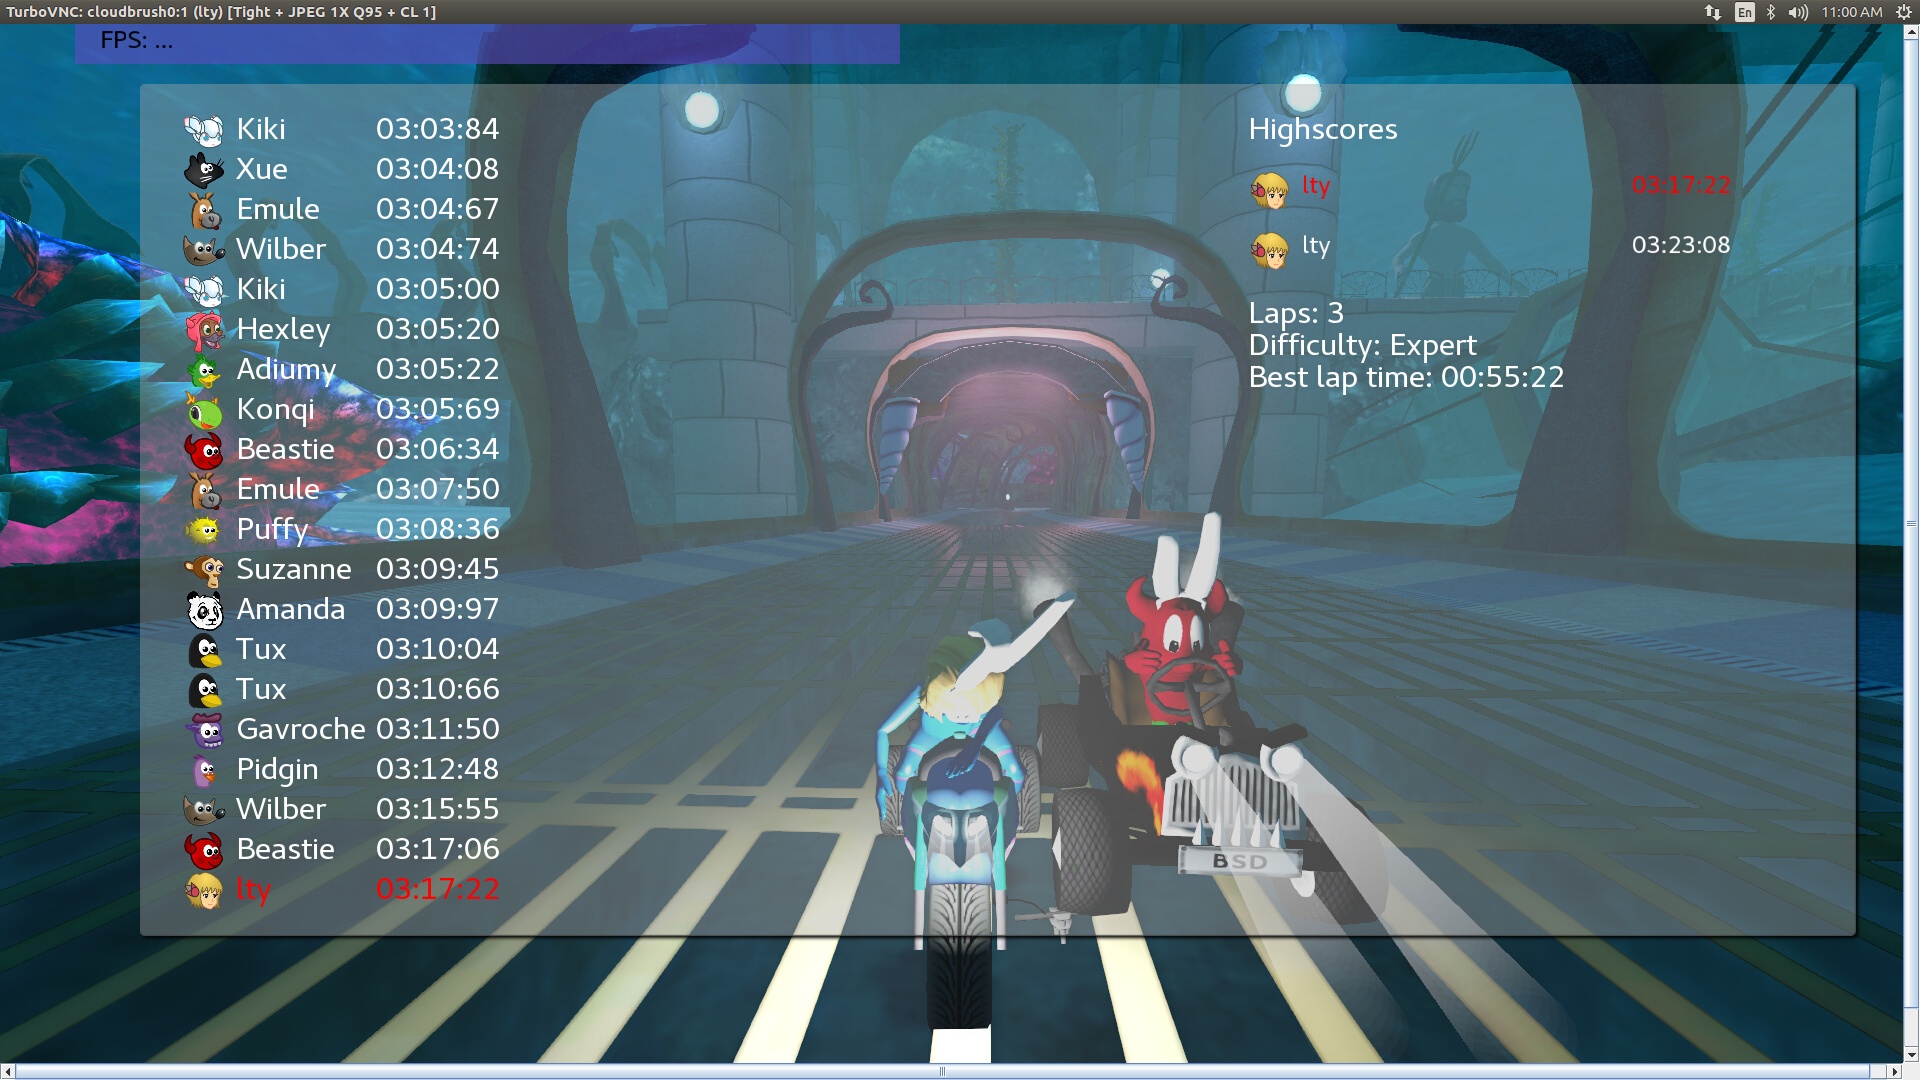 TurboVNC: cloudbrush0:1 (lty) [Tight + JPEG 1X Q95 + CL 1]
En
11:00 AM
FPS: ...
Kiki 03:03:84
Xue 03:04:08
Emule 03:04:67
Wilber 03:04:74
Kiki 03:05:00
Hexley 03:05:20
Adiumy 03:05:22
Konqi 03:05:69
Beastie 03:06:34
Emule 03:07:50
Puffy 03:08:36
Suzanne 03:09:45
Amanda 03:09:97
Tux 03:10:04
Tux 03:10:66
Gavroche 03:11:50
Pidgin 03:12:48
Wilber 03:15:55
Beastie 03:17:06
lty 03:17:22
Highscores
lty 03:17:22
lty 03:23:08
Laps: 3
Difficulty: Expert
Best lap time: 00:55:22
BSD